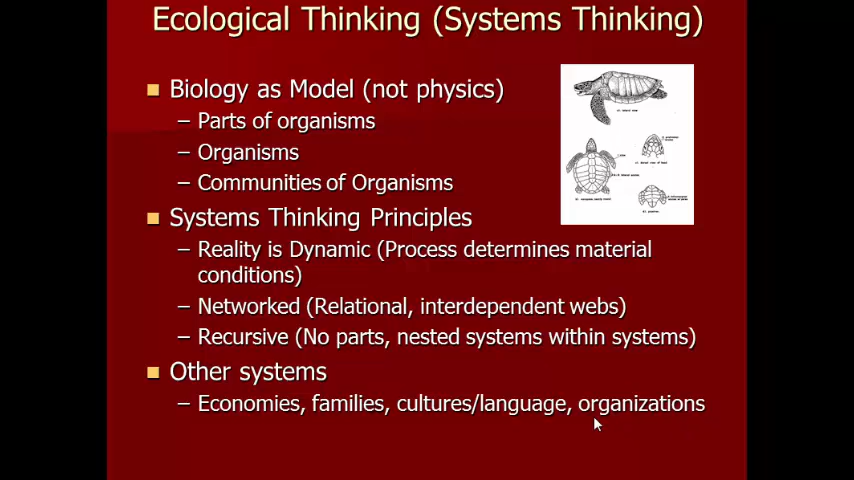 Ecological Thinking (Systems Thinking)
Biology as Model (not physics)
– Parts of organisms
– Organisms
– Communities of Organisms
Systems Thinking Principles
– Reality is Dynamic (Process determines material
conditions)
– Networked (Relational, interdependent webs)
– Recursive (No parts, nested systems within systems)
Other systems
– Economies, families, cultures/language, organizations